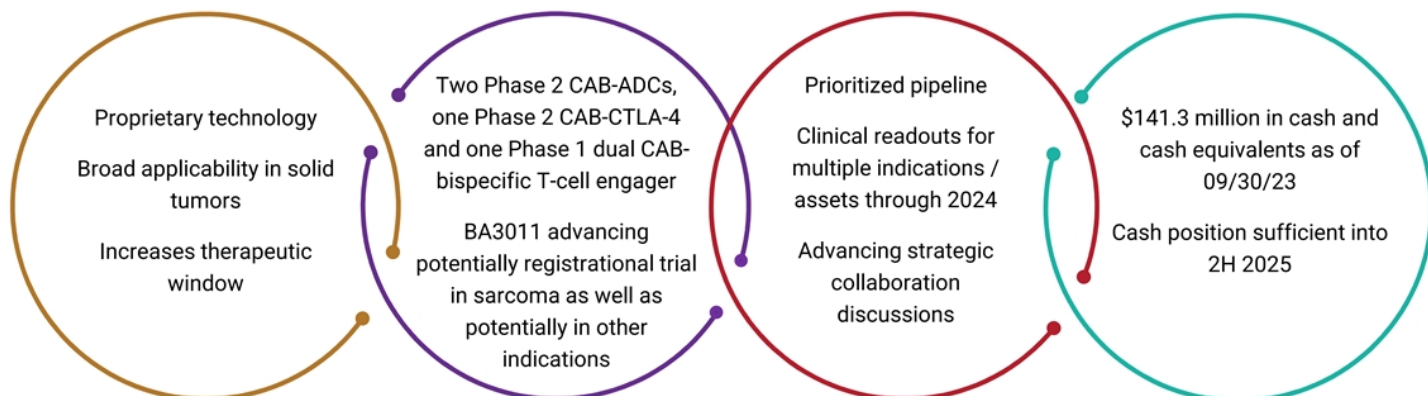 Proprietary technology
Broad applicability in solid
tumors
Increases therapeutic
window
Two Phase 2 CAB-ADCs,
one Phase 2 CAB-CTLA-4
and one Phase 1 dual CAB-
bispecific T-cell engager
BA3011 advancing
potentially registrational trial
in sarcoma as well as
potentially in other
indications
Prioritized pipeline
Clinical readouts for
multiple indications /
assets through 2024
Advancing strategic
collaboration
discussions
$141.3 million in cash and
cash equivalents as of
09/30/23
Cash position sufficient into
2H 2025